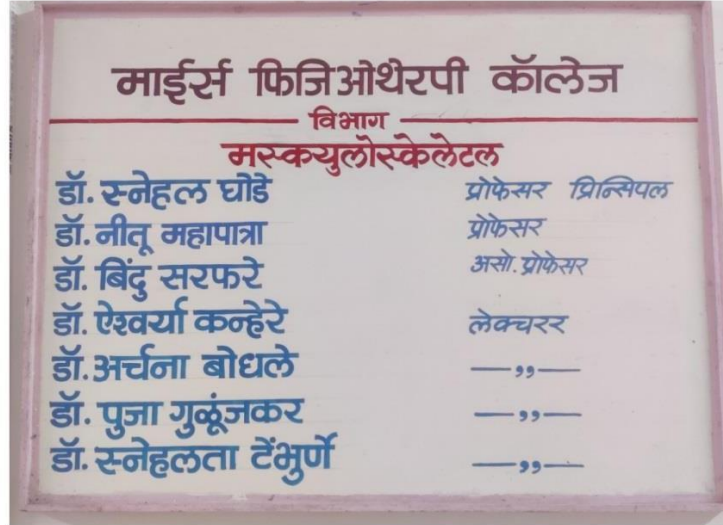 माईर्स फिजिओथेरपी कॉलेज
विभाग
मस्क्युलोस्केलेटल
डॉ. स्नेहल घोडे प्रोफेसर प्रिन्सिपल
डॉ. नीतू महापात्रा प्रोफेसर
डॉ. बिंदु सरफरे असो. प्रोफेसर
डॉ. ऐश्वर्या कन्हेरे लेक्चरर
डॉ. अर्चना बोधले —,,—
डॉ. पुजा गुळूंजकर —,,—
डॉ. स्नेहलता टेंभुर्णे —,,—